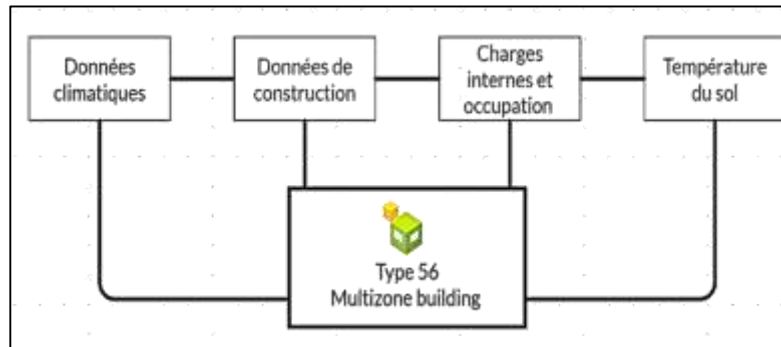 Données
climatiques
Données de
construction
Charges
internes et
occupation
Température
du sol
Type 56
Multizone building